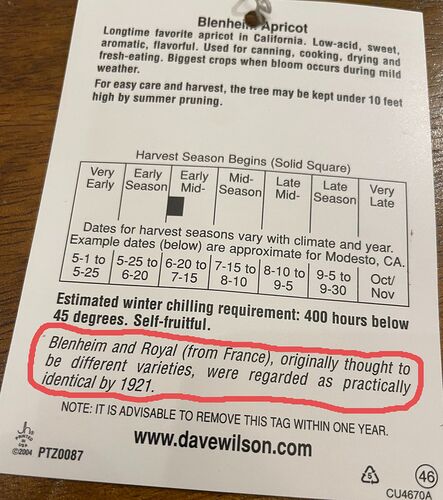 Blenheim Apricot
Longtime favorite apricot in California. Low-acid, sweet,
aromatic, flavorful. Used for canning, cooking, drying and
fresh-eating. Biggest crops when bloom occurs during mild
weather.
For easy care and harvest, the tree may be kept under 10 feet
high by summer pruning.
Harvest Season Begins (Solid Square)
Very Early | Early Season | Early Mid- | Mid- Season | Late Mid- | Late Season | Very Late
Dates for harvest seasons vary with climate and year.
Example dates (below) are approximate for Modesto, CA.
5-1 to 5-25 | 5-25 to 6-20 | 6-20 to 7-15 | 7-15 to 8-10 | 8-10 to 9-5 | 9-5 to 9-30 | Oct/ Nov
Estimated winter chilling requirement: 400 hours below
45 degrees. Self-fruitful.
Blenheim and Royal (from France), originally thought to
be different varieties, were regarded as practically
identical by 1921.
NOTE: IT IS ADVISABLE TO REMOVE THIS TAG WITHIN ONE YEAR.
www.davewilson.com
PRINTED IN USA
©2004 PTZ0087
5
46
CU4670A